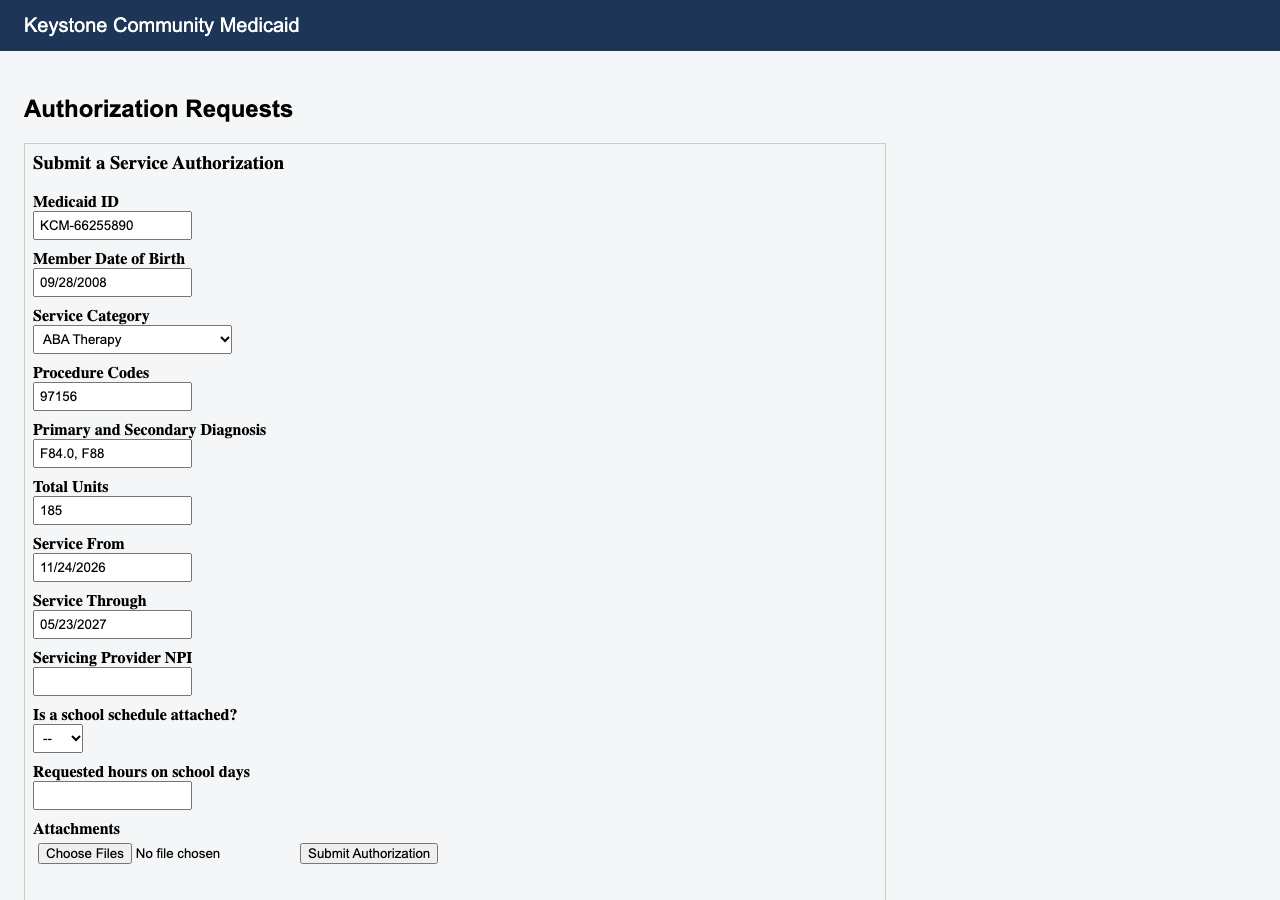 Keystone Community Medicaid
Authorization Requests
Submit a Service Authorization
Medicaid ID
KCM-66255890
Member Date of Birth
09/28/2008
Service Category
ABA Therapy
Procedure Codes
97156
Primary and Secondary Diagnosis
F84.0, F88
Total Units
185
Service From
11/24/2026
Service Through
05/23/2027
Servicing Provider NPI
Is a school schedule attached?
--
Requested hours on school days
Attachments
Choose Files No file chosen Submit Authorization